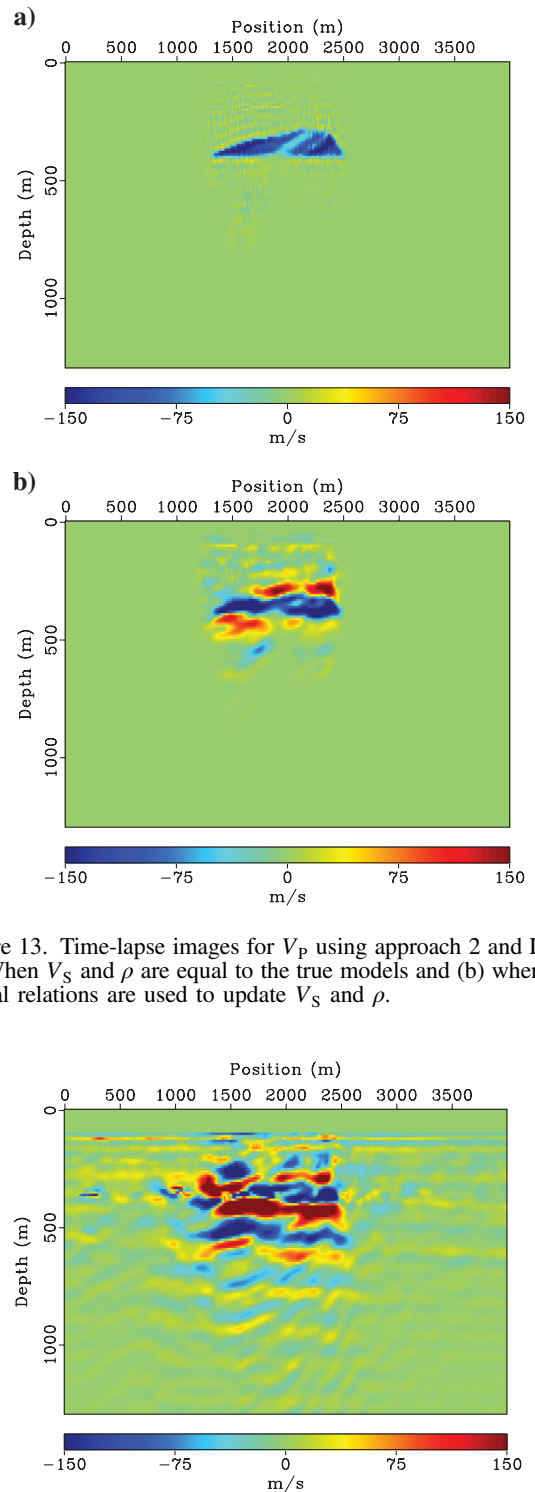 a)
Position (m)
0 500 1000 1500 2000 2500 3000 3500
0
500
1000
Depth (m)
−150 −75 0 75 150
m/s
b)
Position (m)
0 500 1000 1500 2000 2500 3000 3500
0
500
1000
Depth (m)
−150 −75 0 75 150
m/s
re 13. Time-lapse images for VP using approach 2 and
When VS and ρ are equal to the true models and (b) when
al relations are used to update VS and ρ.
Position (m)
0 500 1000 1500 2000 2500 3000 3500
0
500
1000
Depth (m)
−150 −75 0 75 150
m/s